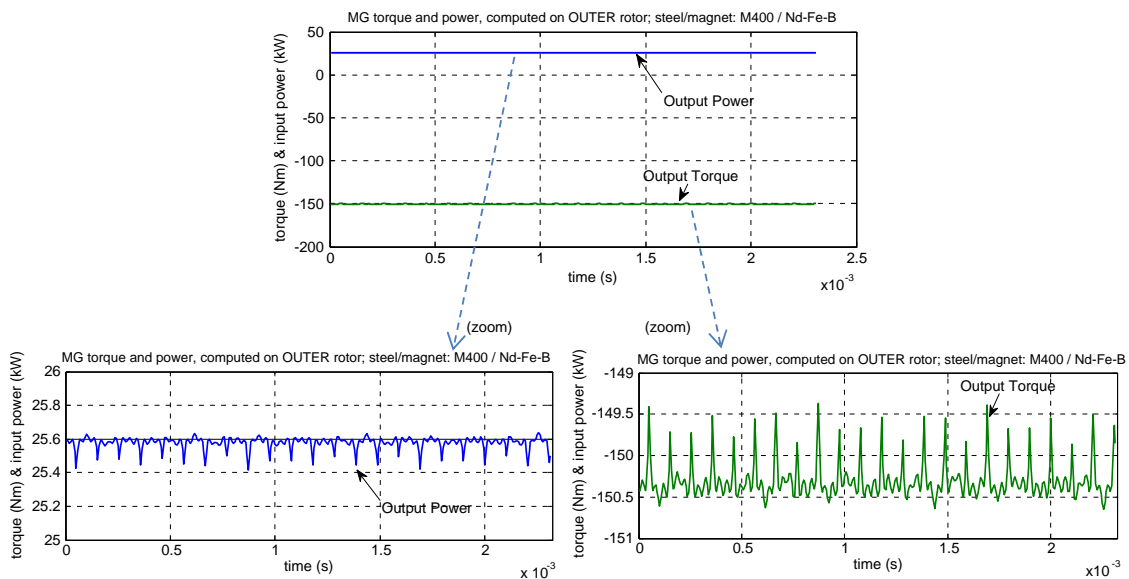 MG torque and power, computed on OUTER rotor; steel/magnet: M400 / Nd-Fe-B
torque (Nm) & input power (kW)
50
0
-50
-100
-150
-200
Output Power
Output Torque
0
0.5
1
1.5
2
2.5
time (s)
x10⁻³
(zoom)
(zoom)
MG torque and power, computed on OUTER rotor; steel/magnet: M400 / Nd-Fe-B
torque (Nm) & input power (kW)
26
25.8
25.6
25.4
25.2
25
Output Power
0
0.5
1
1.5
2
time (s)
x 10⁻³
MG torque and power, computed on OUTER rotor; steel/magnet: M400 / Nd-Fe-B
torque (Nm) & input power (kW)
-149
-149.5
-150
-150.5
-151
Output Torque
0
0.5
1
1.5
2
time (s)
x 10⁻³